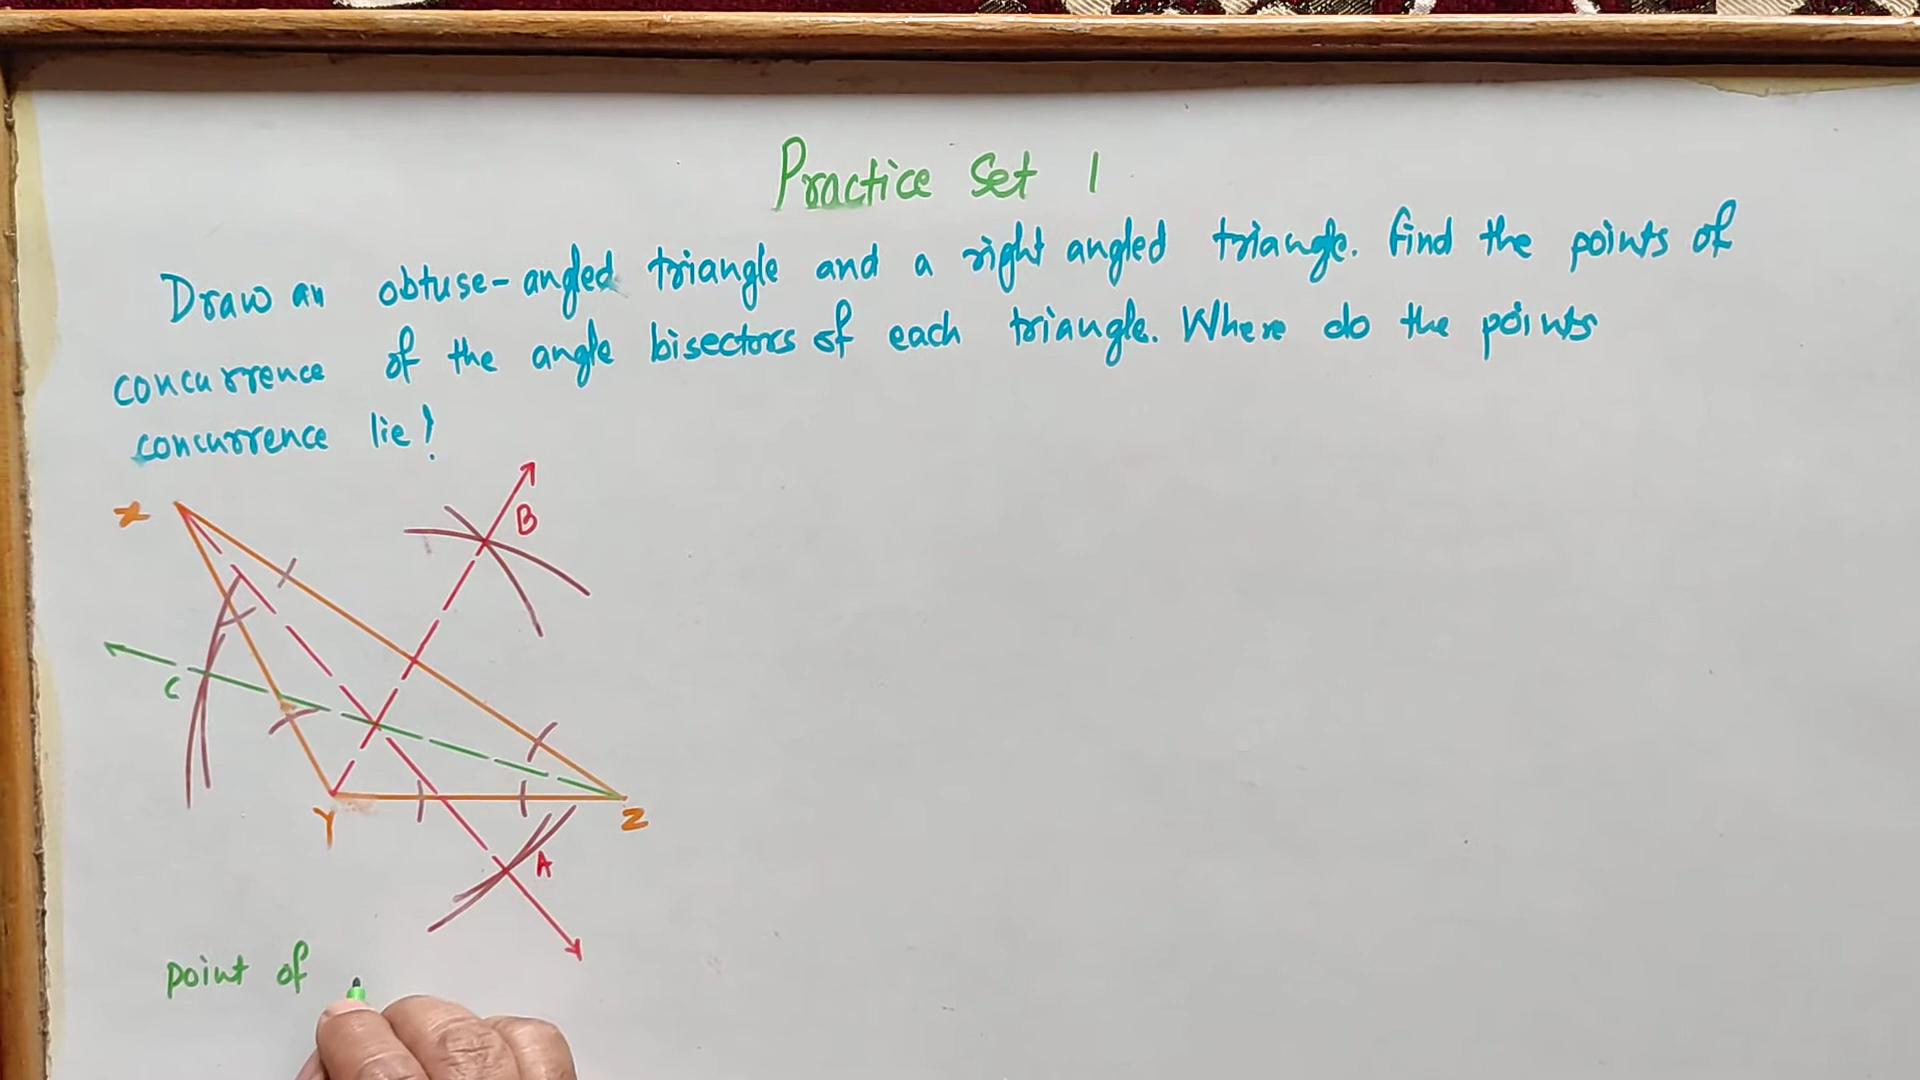 Practice Set 1
Draw an obtuse-angled triangle and a right angled triangle. Find the points of
concurrence of the angle bisectors of each triangle. Where do the points
concurrence lie?
X
B
C
Y
Z
A
point of